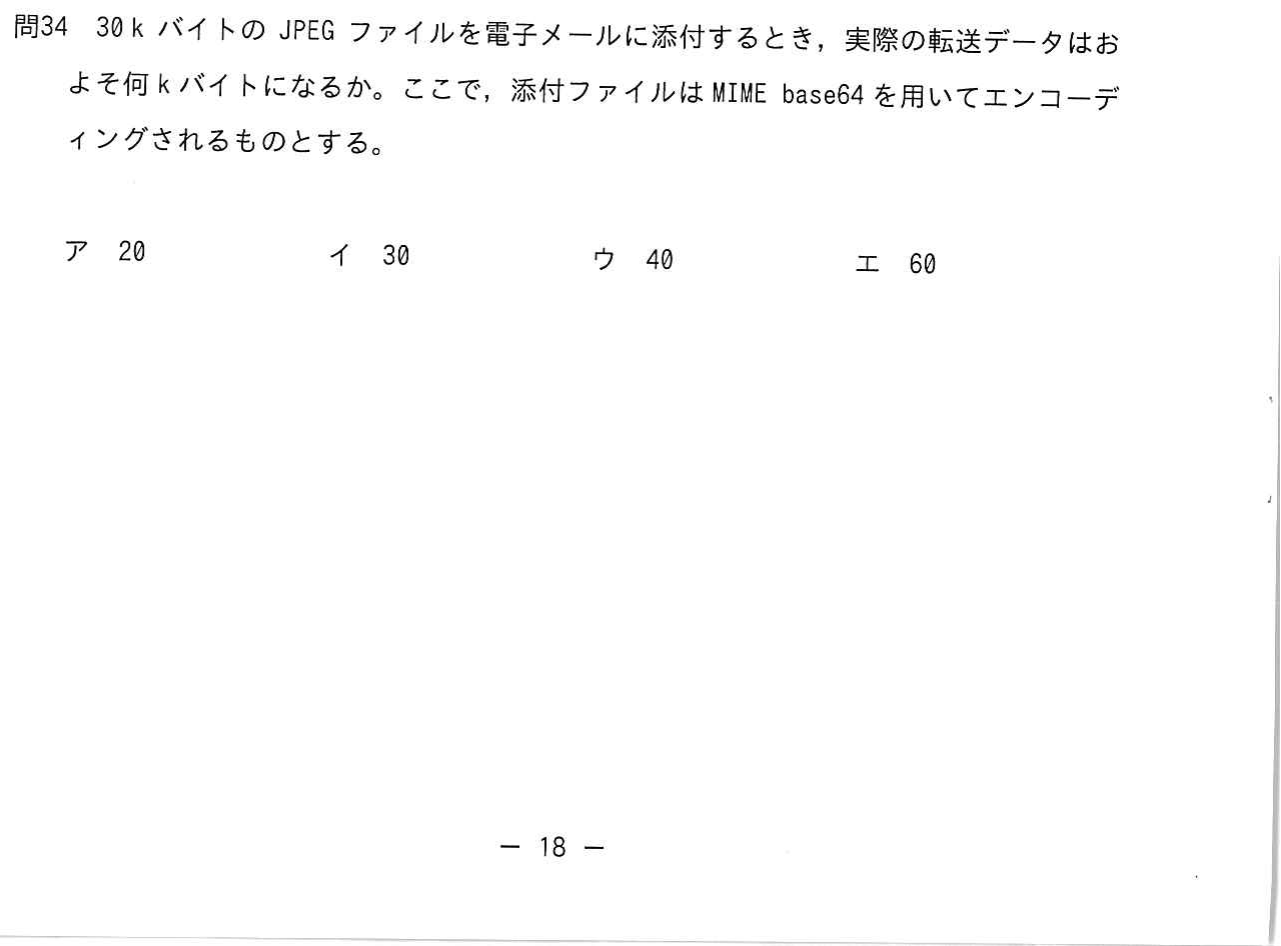 問34 30k バイトの JPEG ファイルを電子メールに添付するとき，実際の転送データはお
よそ何 k バイトになるか。ここで，添付ファイルは MIME base64 を用いてエンコーデ
ィングされるものとする。
ア 20 イ 30 ウ 40 エ 60
－ 18 －